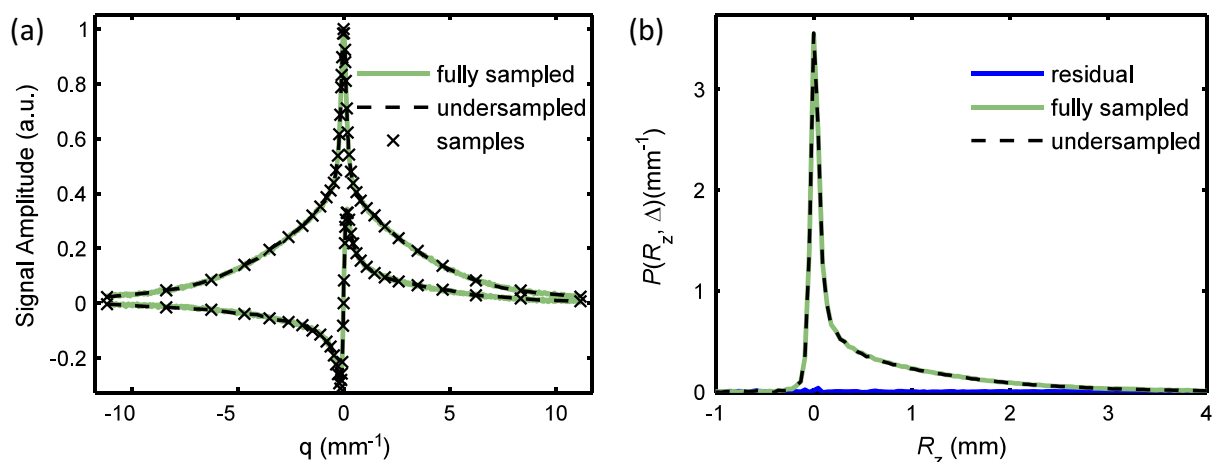 (a)
1
0.8
0.6
0.4
0.2
0
-0.2
Signal Amplitude (a.u.)
fully sampled
undersampled
samples
-10 -5 0 5 10
q (mm⁻¹)
(b)
3
2
1
0
P(R_z, Δ)(mm⁻¹)
residual
fully sampled
undersampled
-1 0 1 2 3 4
R_z (mm)